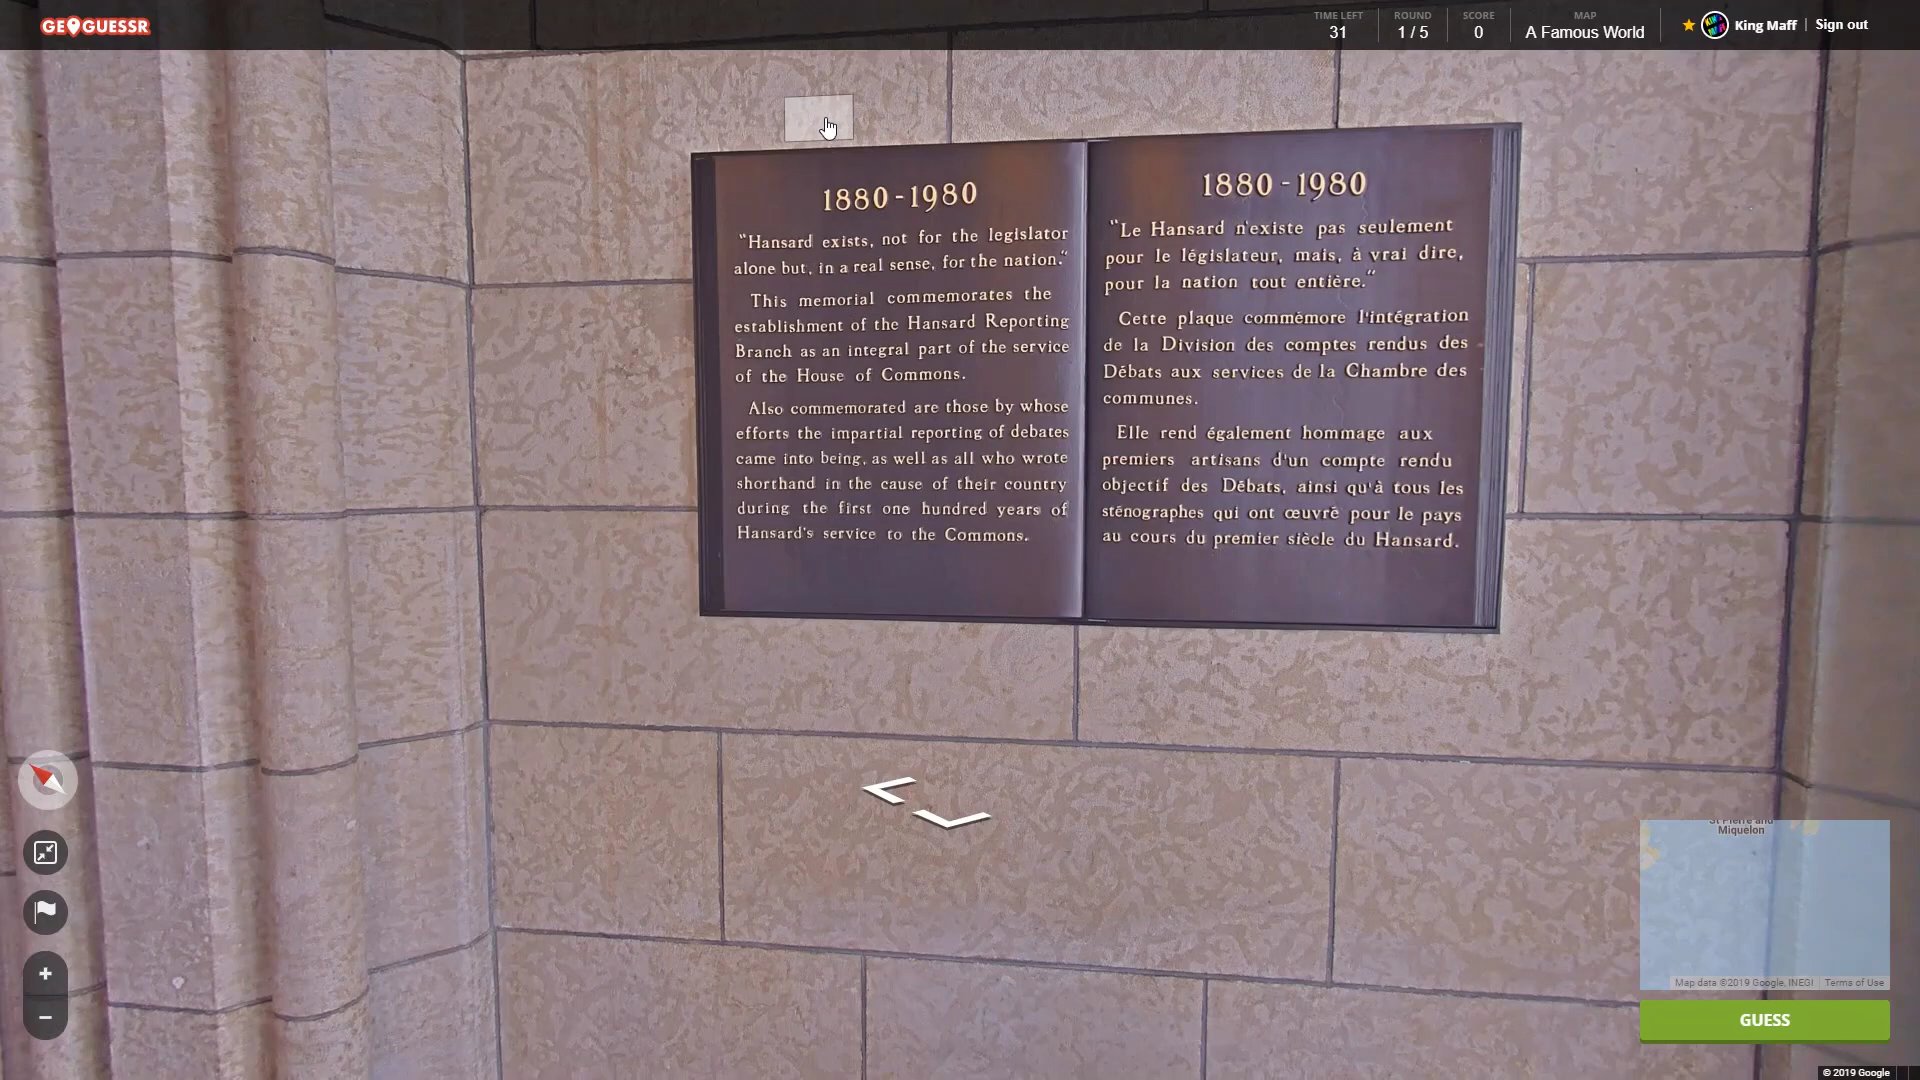 GEOGUESSR
TIME LEFT
31
ROUND
1 / 5
SCORE
0
MAP
A Famous World
King Maff
Sign out
1880-1980
"Hansard exists, not for the legislator
alone but, in a real sense, for the nation."
This memorial commemorates the
establishment of the Hansard Reporting
Branch as an integral part of the service
of the House of Commons.
Also commemorated are those by whose
efforts the impartial reporting of debates
came into being, as well as all who wrote
shorthand in the cause of their country
during the first one hundred years of
Hansard's service to the Commons.
1880-1980
"Le Hansard n'existe pas seulement
pour le législateur, mais, à vrai dire,
pour la nation tout entière."
Cette plaque commémore l'intégration
de la Division des comptes rendus des
Débats aux services de la Chambre des
communes.
Elle rend également hommage aux
premiers artisans d'un compte rendu
objectif des Débats, ainsi qu'à tous les
sténographes qui ont œuvré pour le pays
au cours du premier siècle du Hansard.
St Pierre and
Miquelon
Map data ©2019 Google, INEGI
Terms of Use
GUESS
© 2019 Google